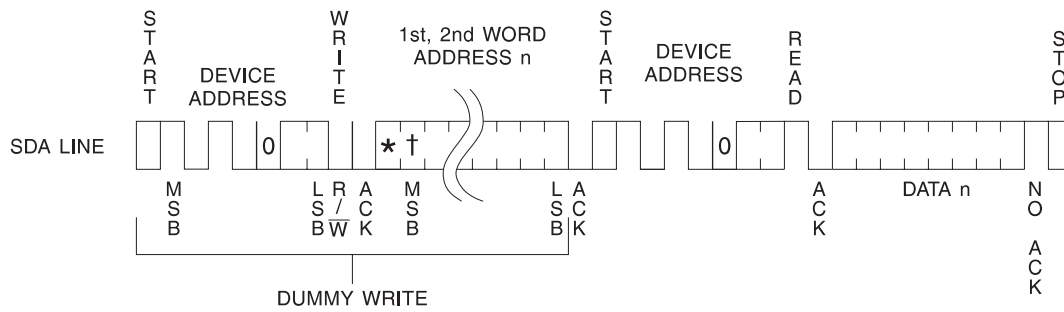 START
WRITE
START
READ
STOP
DEVICE
ADDRESS
1st, 2nd WORD
ADDRESS n
DEVICE
ADDRESS
SDA LINE
0
* †
0
MSB
LSB
R/W
ACK
MSB
LSB
ACK
ACK
DATA n
NO ACK
DUMMY WRITE